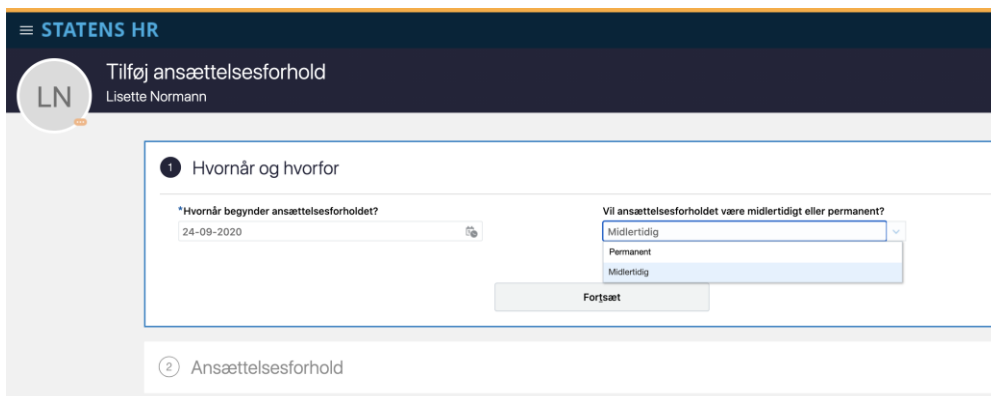 ≡ STATENS HR
LN
Tilføj ansættelsesforhold
Lisette Normann
1 Hvornår og hvorfor
*Hvornår begynder ansættelsesforholdet?
24-09-2020
Vil ansættelsesforholdet være midlertidigt eller permanent?
Midlertidig
Permanent
Midlertidig
Fortsæt
2 Ansættelsesforhold